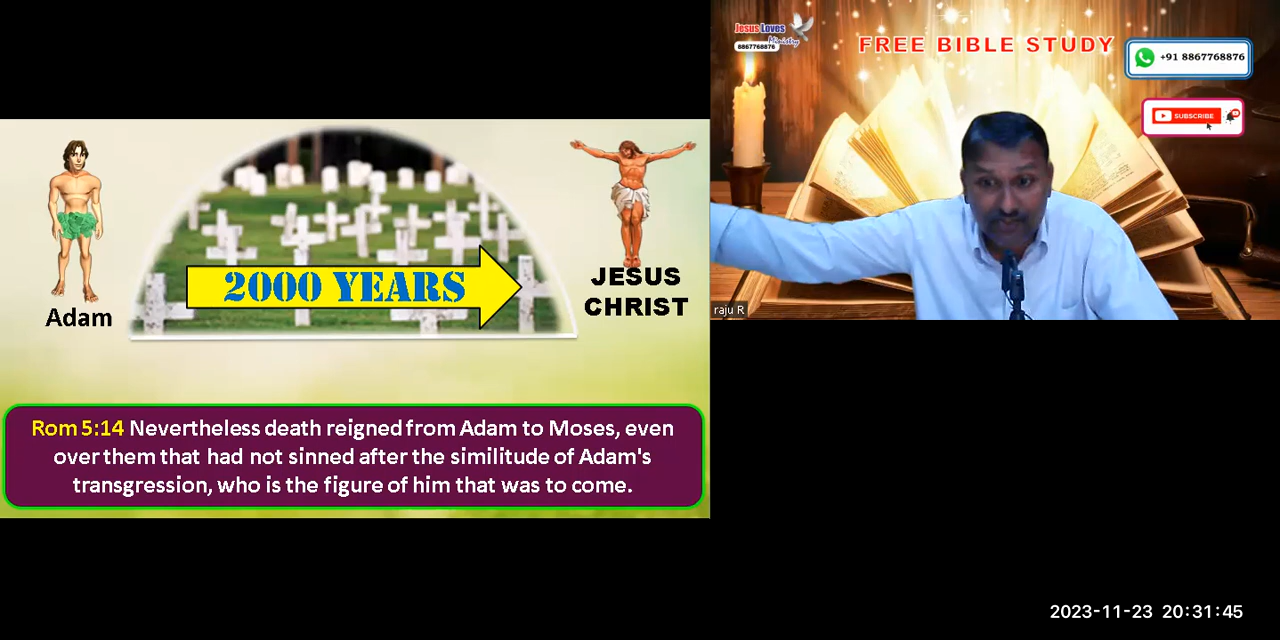 2000 YEARS
Adam
JESUS
CHRIST
Rom 5:14 Nevertheless death reigned from Adam to Moses, even
over them that had not sinned after the similitude of Adam's
transgression, who is the figure of him that was to come.
Jesus Loves
Ministry
8867768876
FREE BIBLE STUDY
+91 8867768876
SUBSCRIBE
raju R
2023-11-23 20:31:45